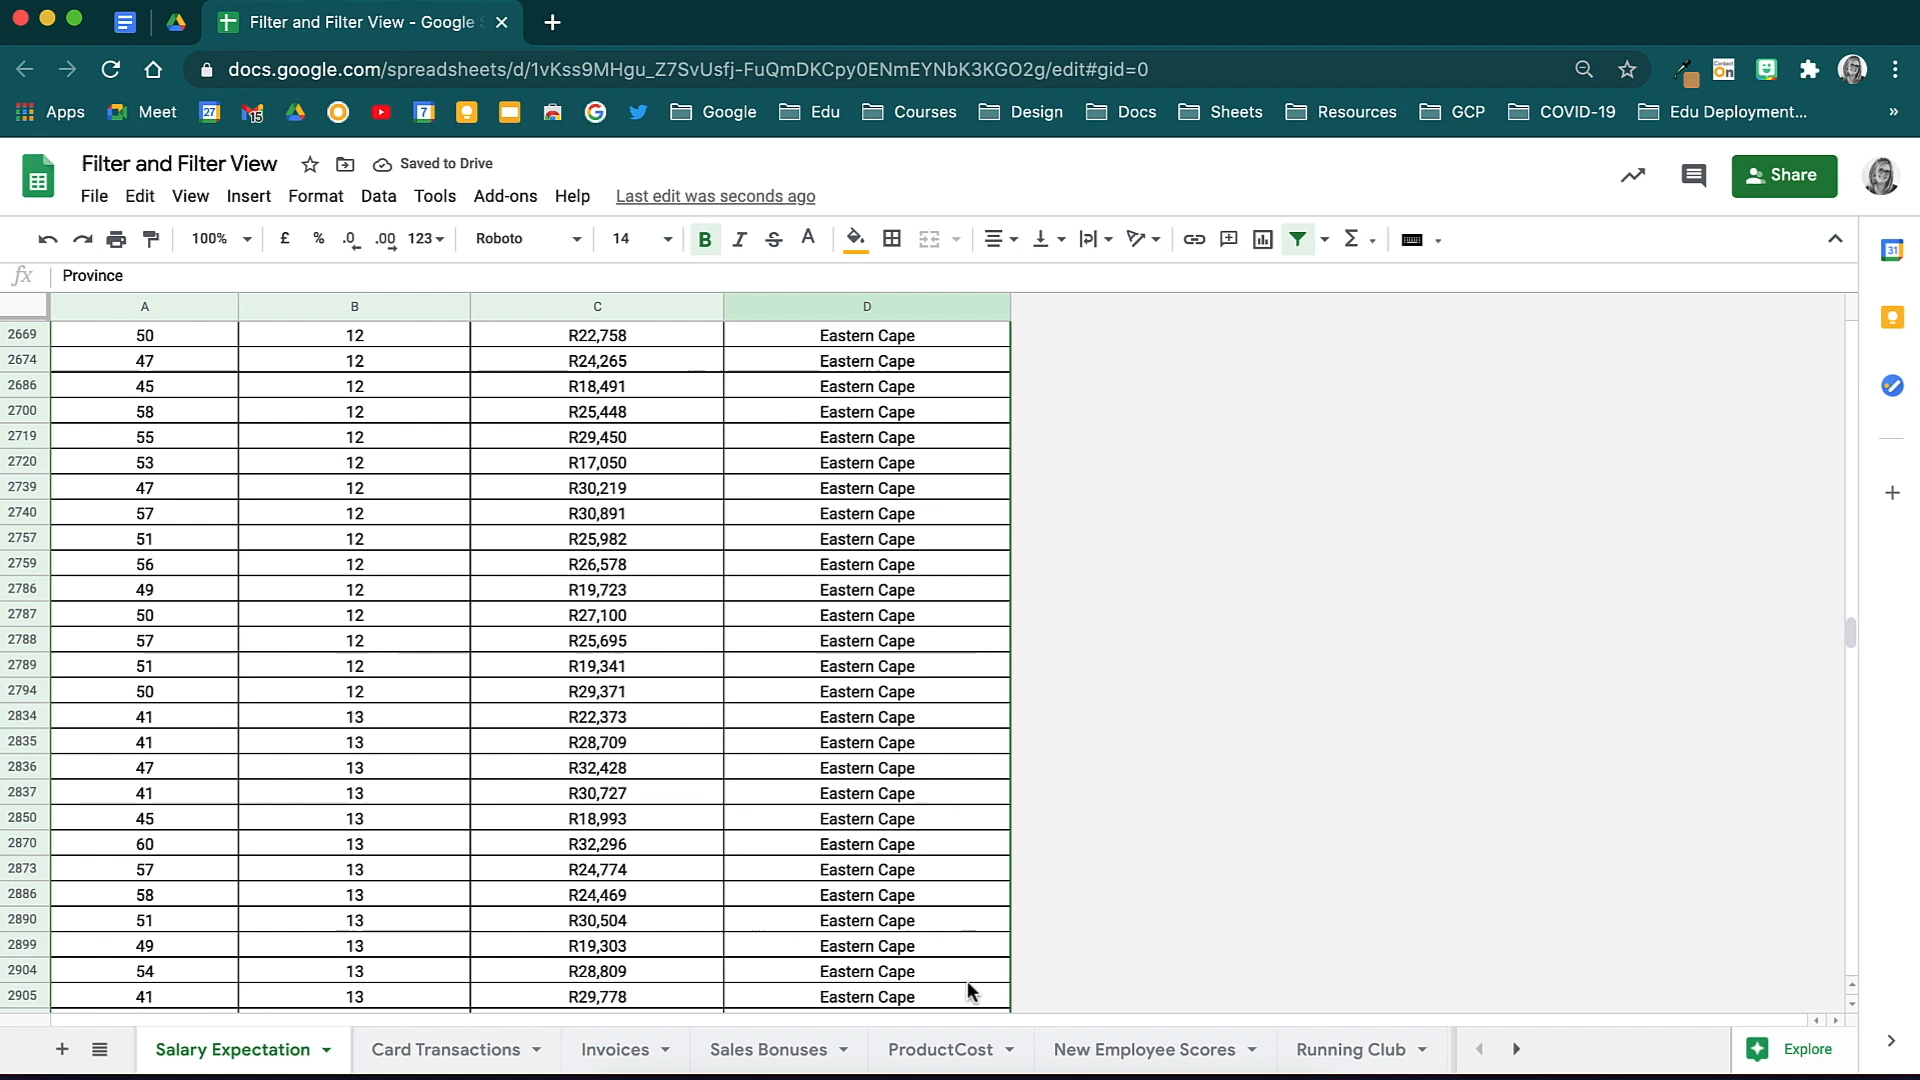 Filter and Filter View - Google
docs.google.com/spreadsheets/d/1vKss9MHgu_Z7SvUsfj-FuQmDKCpy0ENmEYNbK3KGO2g/edit#gid=0
Apps Meet 27 15 7 Google Edu Courses Design Docs Sheets Resources GCP COVID-19 Edu Deployment... »
Filter and Filter View Saved to Drive
File Edit View Insert Format Data Tools Add-ons Help Last edit was seconds ago
Share
100% £ % .0 .00 123 Roboto 14 B I S A Σ
31
fx Province
A B C D
2669 50 12 R22,758 Eastern Cape
2674 47 12 R24,265 Eastern Cape
2686 45 12 R18,491 Eastern Cape
2700 58 12 R25,448 Eastern Cape
2719 55 12 R29,450 Eastern Cape
2720 53 12 R17,050 Eastern Cape
2739 47 12 R30,219 Eastern Cape
2740 57 12 R30,891 Eastern Cape
2757 51 12 R25,982 Eastern Cape
2759 56 12 R26,578 Eastern Cape
2786 49 12 R19,723 Eastern Cape
2787 50 12 R27,100 Eastern Cape
2788 57 12 R25,695 Eastern Cape
2789 51 12 R19,341 Eastern Cape
2794 50 12 R29,371 Eastern Cape
2834 41 13 R22,373 Eastern Cape
2835 41 13 R28,709 Eastern Cape
2836 47 13 R32,428 Eastern Cape
2837 41 13 R30,727 Eastern Cape
2850 45 13 R18,993 Eastern Cape
2870 60 13 R32,296 Eastern Cape
2873 57 13 R24,774 Eastern Cape
2886 58 13 R24,469 Eastern Cape
2890 51 13 R30,504 Eastern Cape
2899 49 13 R19,303 Eastern Cape
2904 54 13 R28,809 Eastern Cape
2905 41 13 R29,778 Eastern Cape
Salary Expectation Card Transactions Invoices Sales Bonuses ProductCost New Employee Scores Running Club Explore